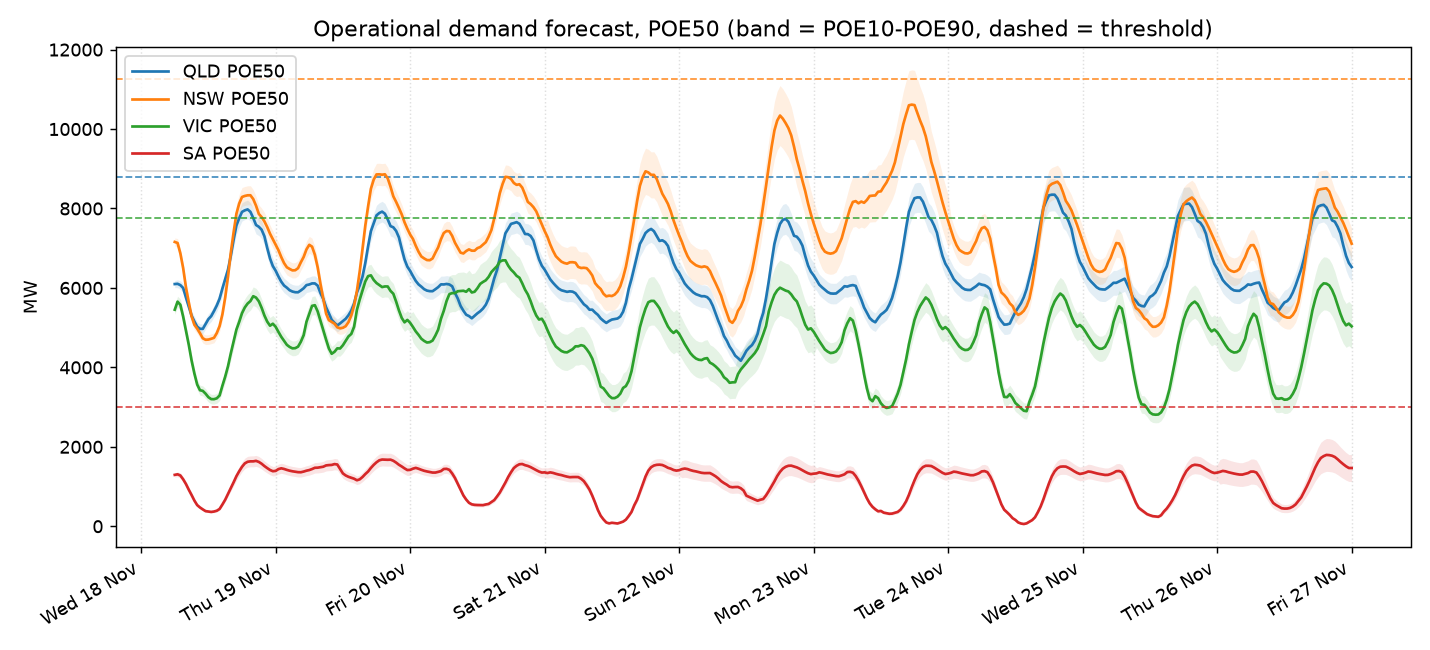 Operational demand forecast, POE50 (band = POE10-POE90, dashed = threshold)
12000
10000
8000
6000
4000
2000
0
MW
QLD POE50
NSW POE50
VIC POE50
SA POE50
Wed 18 Nov
Thu 19 Nov
Fri 20 Nov
Sat 21 Nov
Sun 22 Nov
Mon 23 Nov
Tue 24 Nov
Wed 25 Nov
Thu 26 Nov
Fri 27 Nov